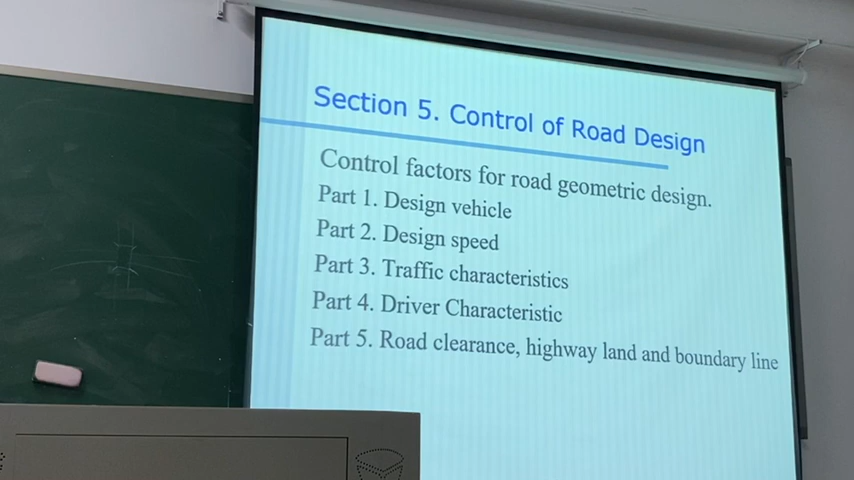 Section 5. Control of Road Design
Control factors for road geometric design.
Part 1. Design vehicle
Part 2. Design speed
Part 3. Traffic characteristics
Part 4. Driver Characteristic
Part 5. Road clearance, highway land and boundary line